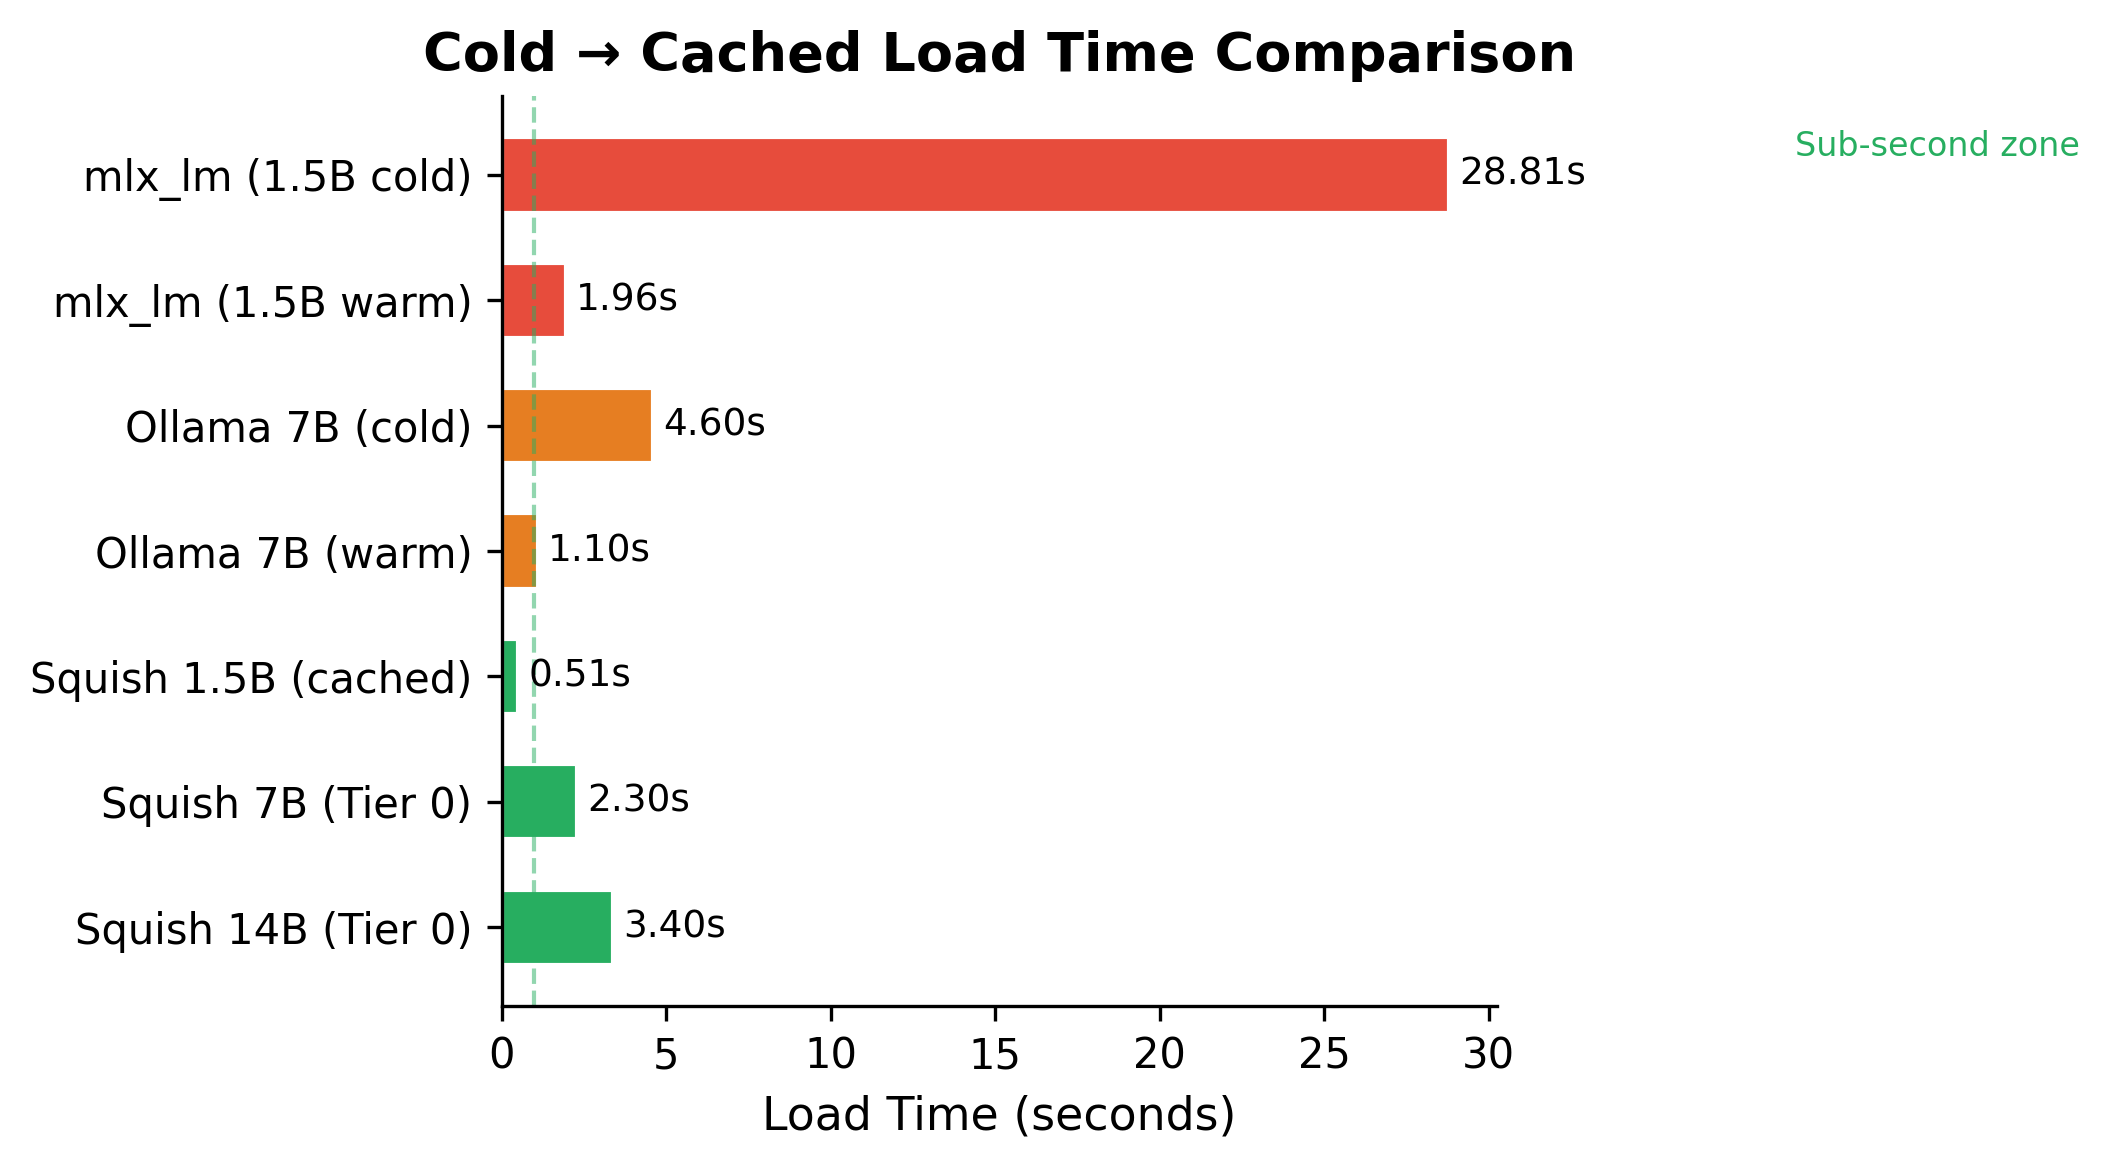 Cold → Cached Load Time Comparison
Sub-second zone
mlx_lm (1.5B cold) 28.81s
mlx_lm (1.5B warm) 1.96s
Ollama 7B (cold) 4.60s
Ollama 7B (warm) 1.10s
Squish 1.5B (cached) 0.51s
Squish 7B (Tier 0) 2.30s
Squish 14B (Tier 0) 3.40s
0 5 10 15 20 25 30
Load Time (seconds)